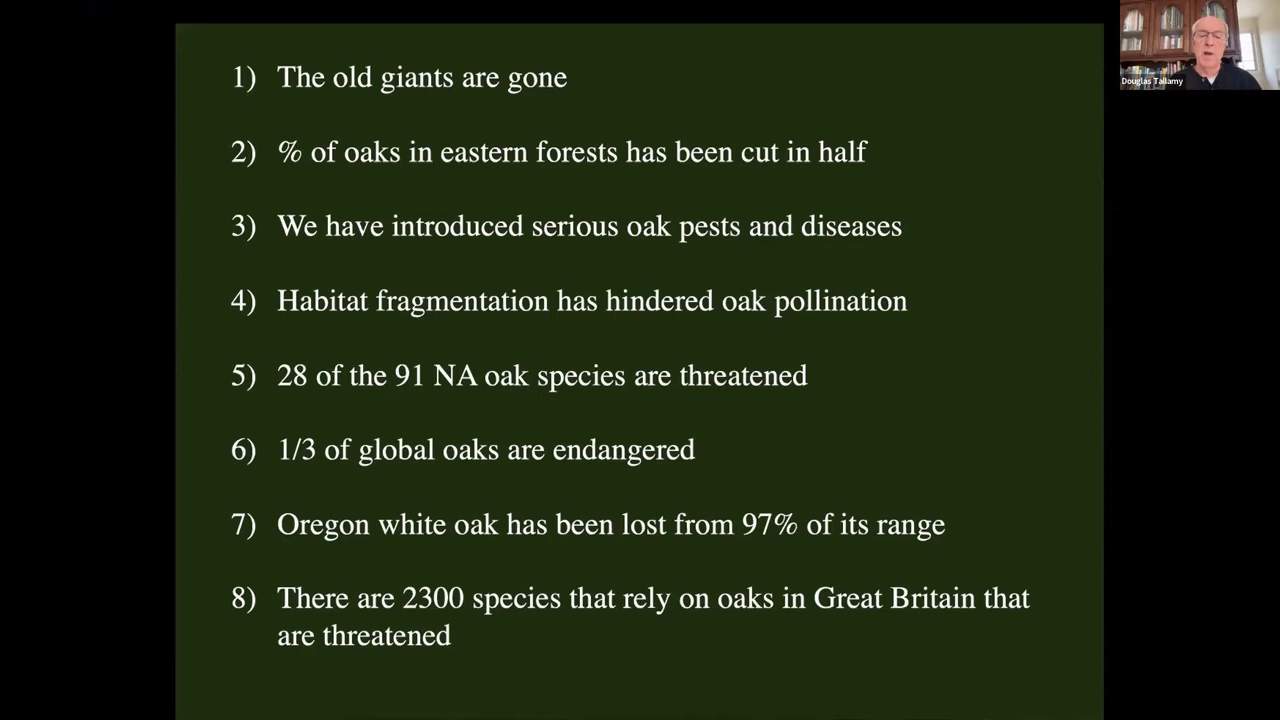 1) The old giants are gone
2) % of oaks in eastern forests has been cut in half
3) We have introduced serious oak pests and diseases
4) Habitat fragmentation has hindered oak pollination
5) 28 of the 91 NA oak species are threatened
6) 1/3 of global oaks are endangered
7) Oregon white oak has been lost from 97% of its range
8) There are 2300 species that rely on oaks in Great Britain that
are threatened
Douglas Tallamy